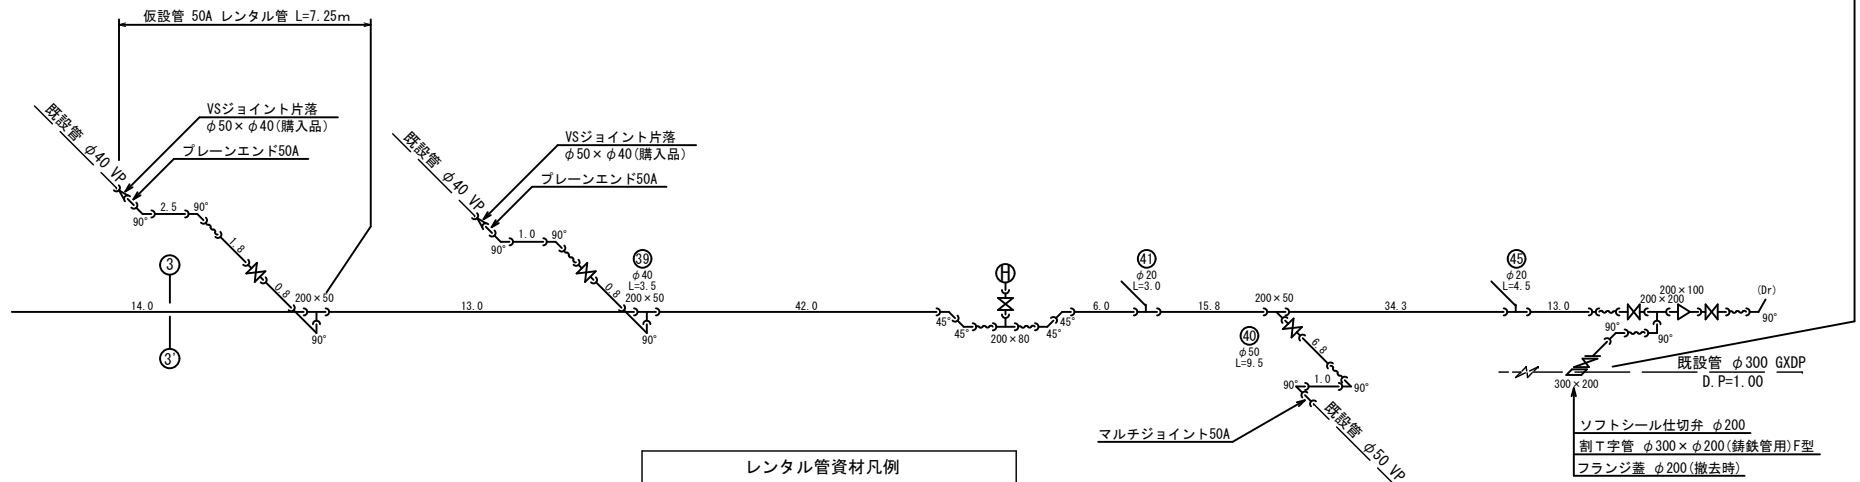 仮設管 50A レンタル管 L=7.25m
VSジョイント片落
φ50×φ40(購入品)
プレーンエンド50A
既設管 φ40 VP
90°
2.5
90°
1.8
0.8
200×50
90°
3
3'
14.0
13.0
VSジョイント片落
φ50×φ40(購入品)
プレーンエンド50A
既設管 φ40 VP
90°
1.0
90°
0.8
39
φ40
L=3.5
200×50
90°
42.0
H
45°
45°
200×80
45°
45°
6.0
41
φ20
L=3.0
15.8
200×50
40
φ50
L=9.5
6.8
90°
1.0
90°
マルチジョイント50A
既設管 φ50 VP
34.3
45
φ20
L=4.5
13.0
200×200
200×100
(Dr)
90°
90°
90°
300×200
既設管 φ300 GXDP
D.P=1.00
ソフトシール仕切弁 φ200
割T字管 φ300×φ200(鋳鉄管用)F型
フランジ蓋 φ200(撤去時)
レンタル管資材凡例